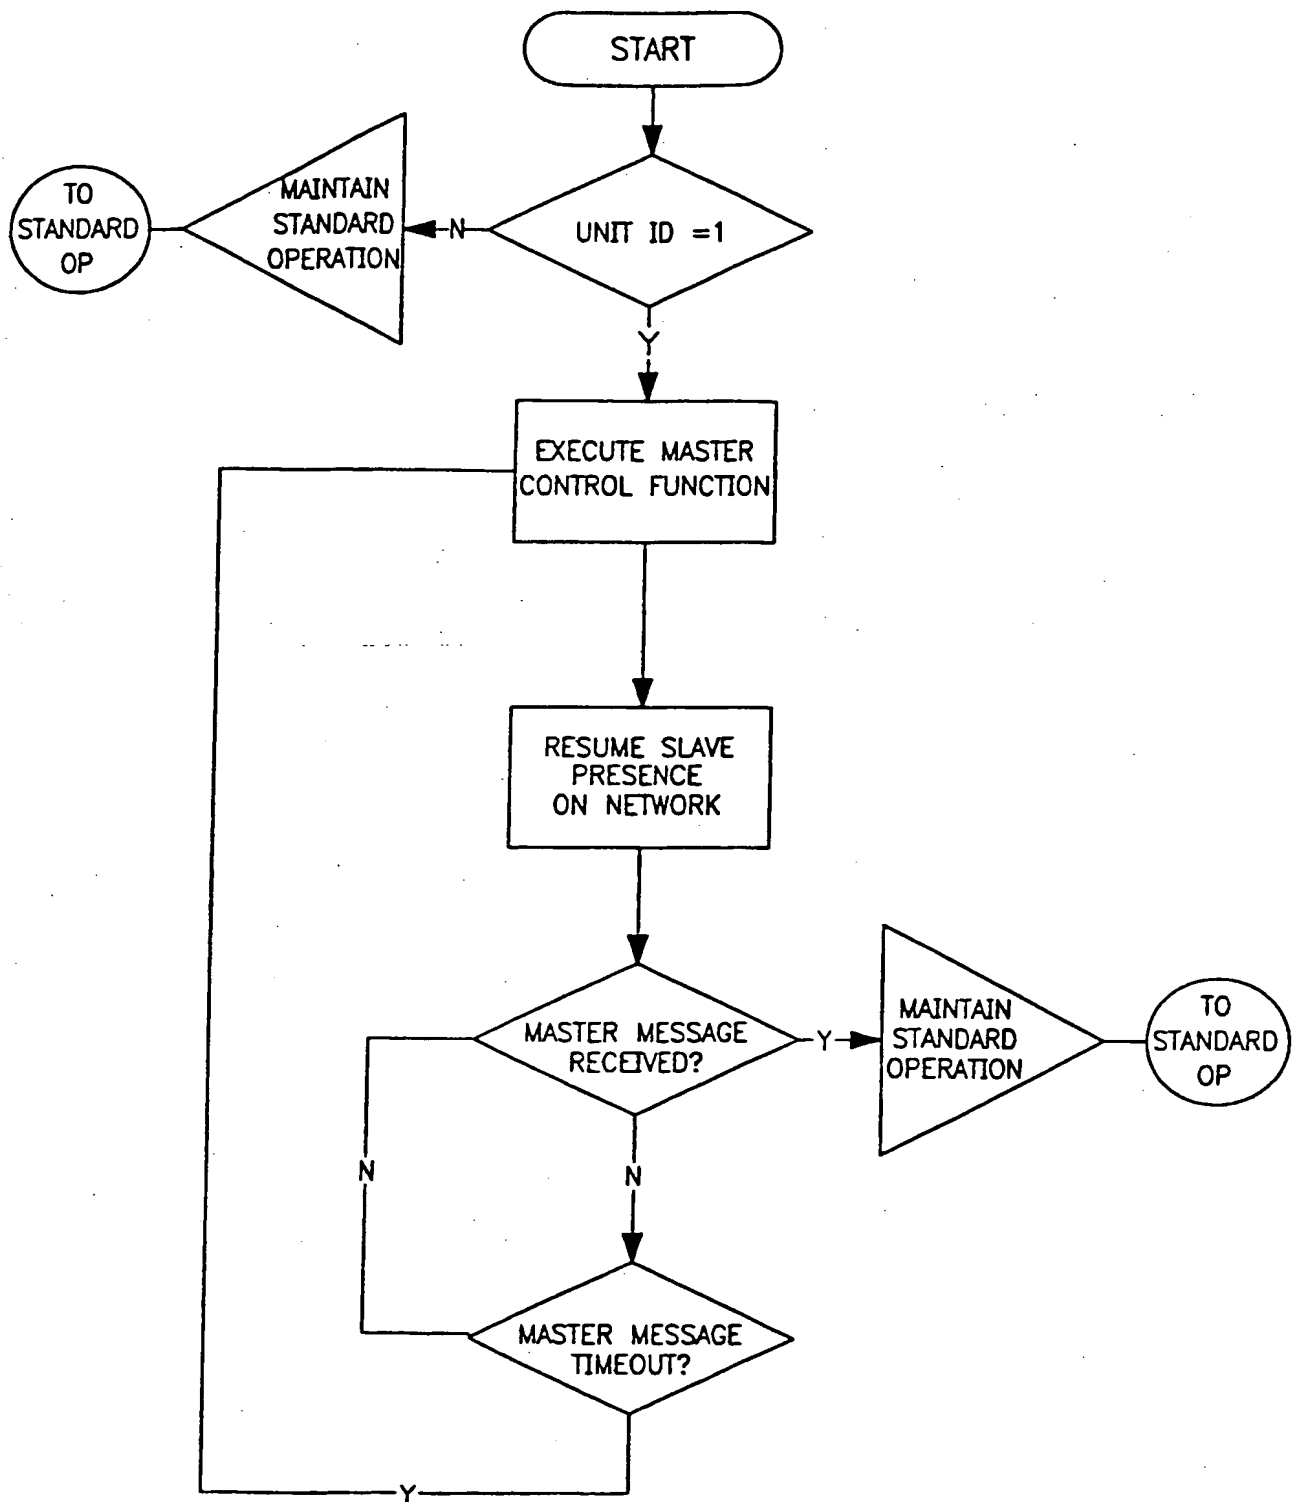 START
TO
STANDARD
OP
MAINTAIN
STANDARD
OPERATION
N
UNIT ID =1
Y
EXECUTE MASTER
CONTROL FUNCTION
RESUME SLAVE
PRESENCE
ON NETWORK
MASTER MESSAGE
RECEIVED?
Y
MAINTAIN
STANDARD
OPERATION
TO
STANDARD
OP
N
N
MASTER MESSAGE
TIMEOUT?
Y